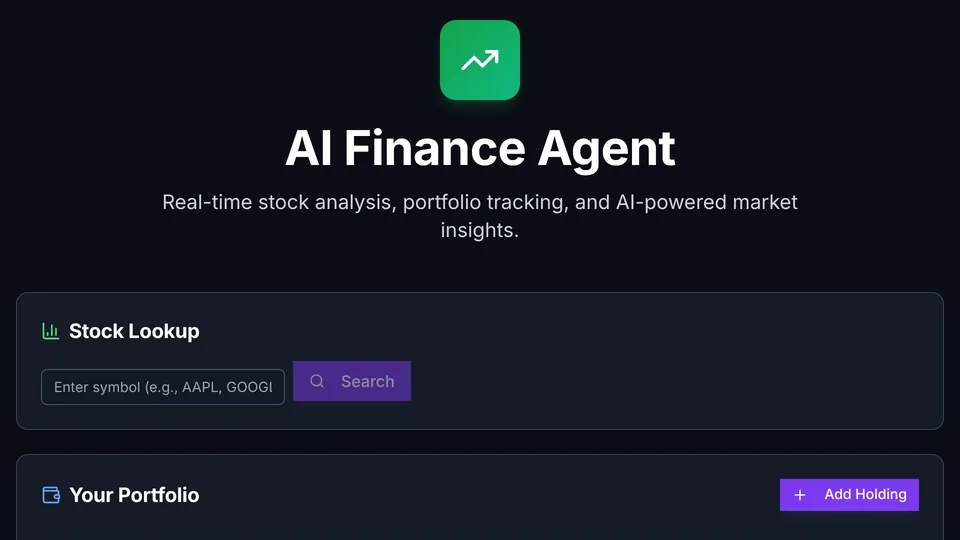 AI Finance Agent
Real-time stock analysis, portfolio tracking, and AI-powered market
insights.
Stock Lookup
Enter symbol (e.g., AAPL, GOOGL
Search
Your Portfolio
Add Holding